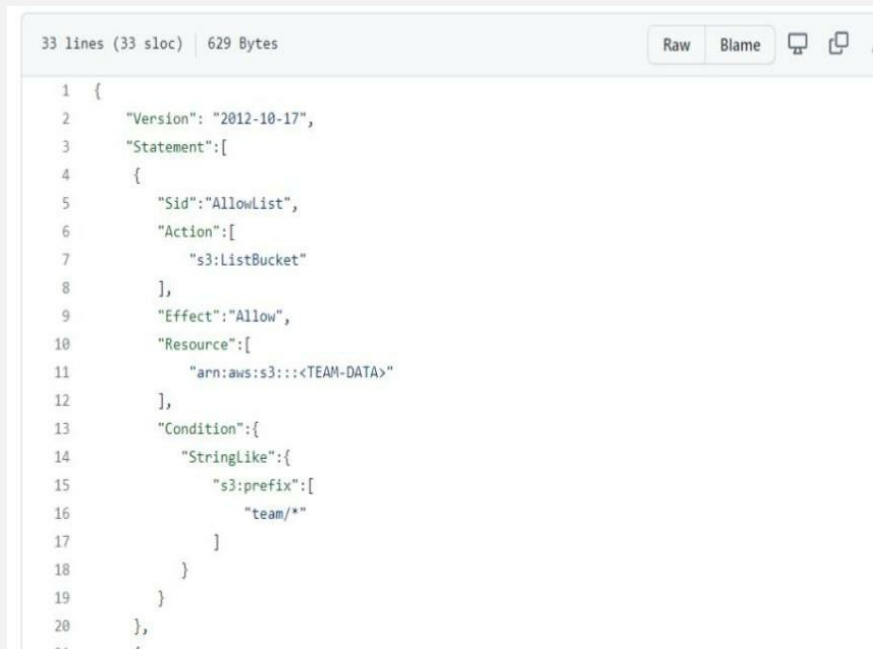 33 lines (33 sloc) 629 Bytes Raw Blame
1 {
2 "Version": "2012-10-17",
3 "Statement":[
4 {
5 "Sid":"AllowList",
6 "Action":[
7 "s3:ListBucket"
8 ],
9 "Effect":"Allow",
10 "Resource":[
11 "arn:aws:s3:::<TEAM-DATA>"
12 ],
13 "Condition":{
14 "StringLike":{
15 "s3:prefix":[
16 "team/*"
17 ]
18 }
19 }
20 },